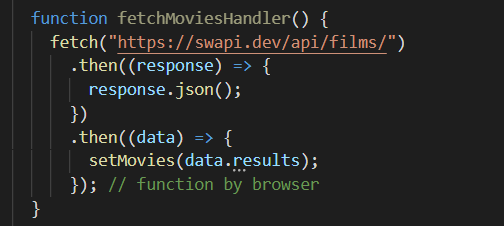 function fetchMoviesHandler() {
fetch("https://swapi.dev/api/films/")
.then((response) => {
response.json();
})
.then((data) => {
setMovies(data.results);
}); // function by browser
}